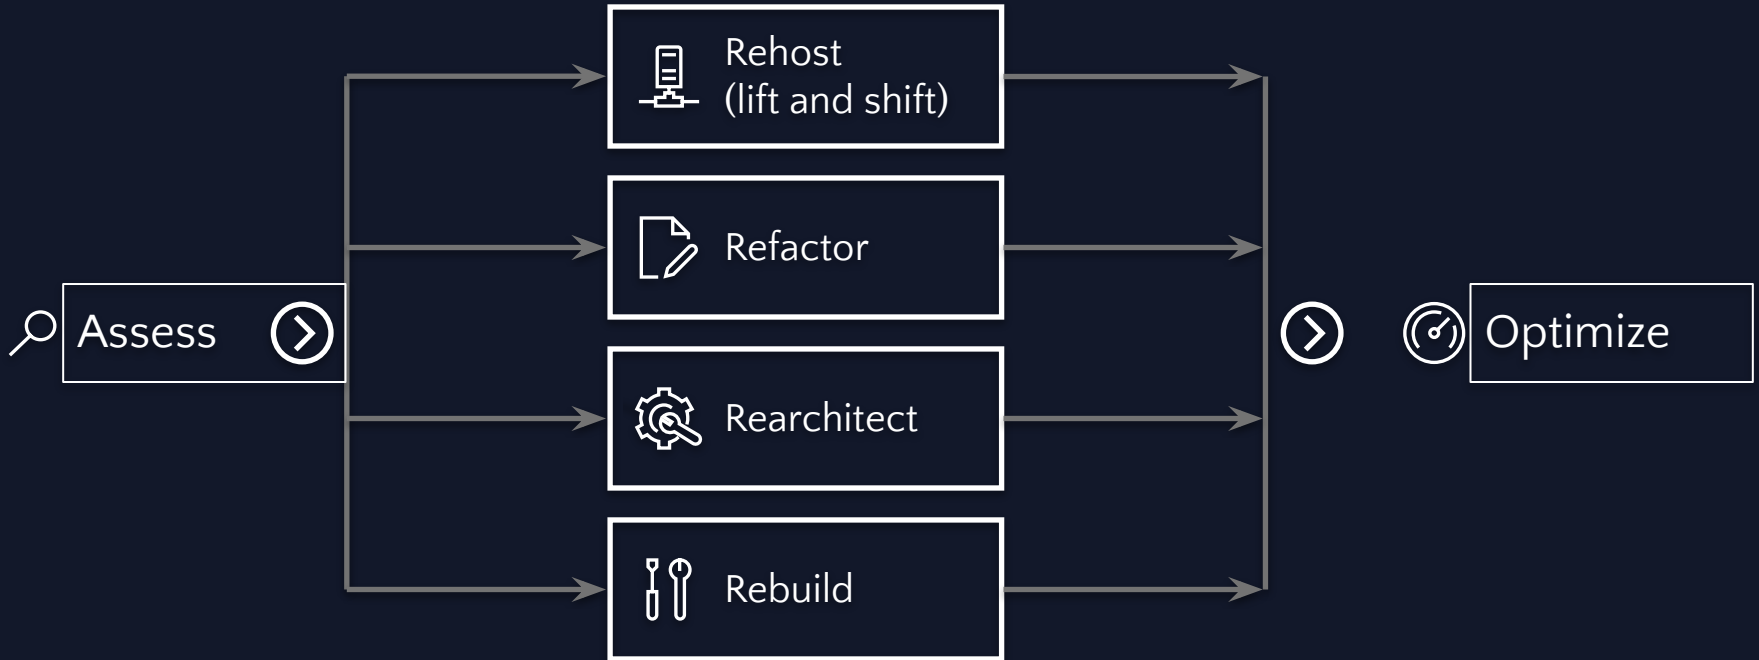 Assess
Rehost
(lift and shift)
Refactor
Rearchitect
Rebuild
Optimize